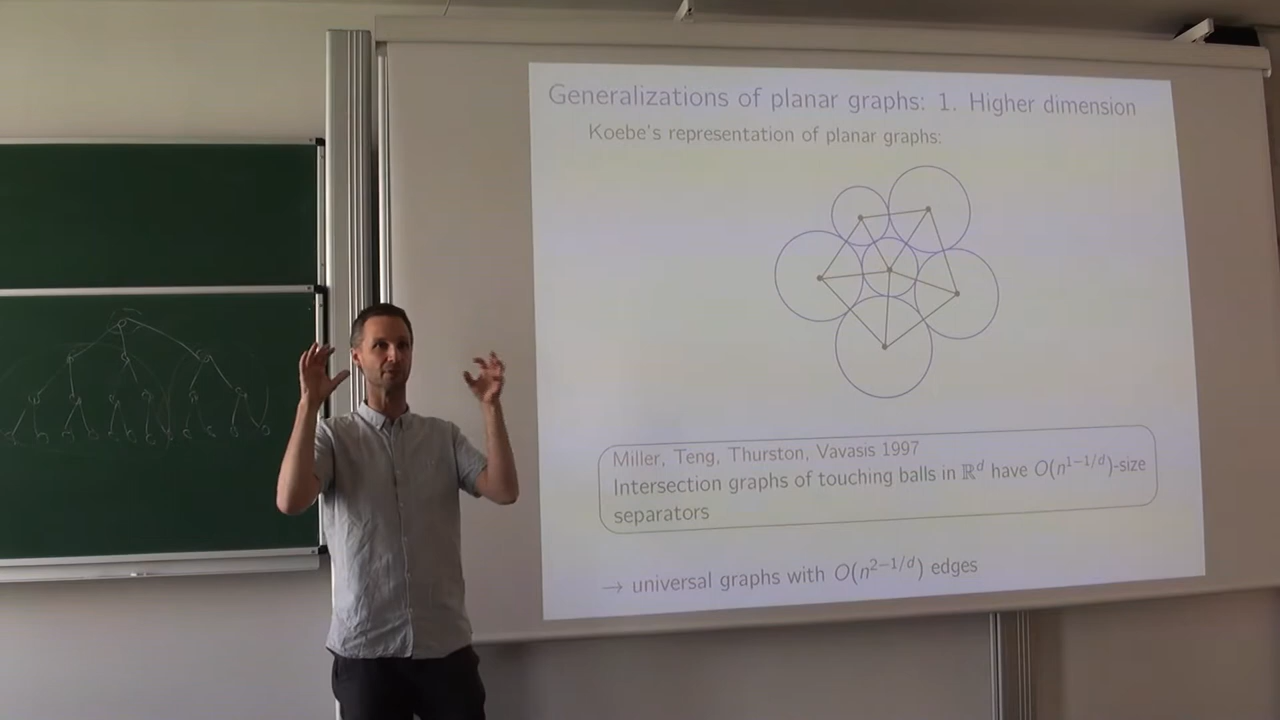 Generalizations of planar graphs: 1. Higher dimension
Koebe's representation of planar graphs:
Miller, Teng, Thurston, Vavasis 1997
Intersection graphs of touching balls in ℝᵈ have O(n^{1−1/d})-size
separators
→ universal graphs with O(n^{2−1/d}) edges